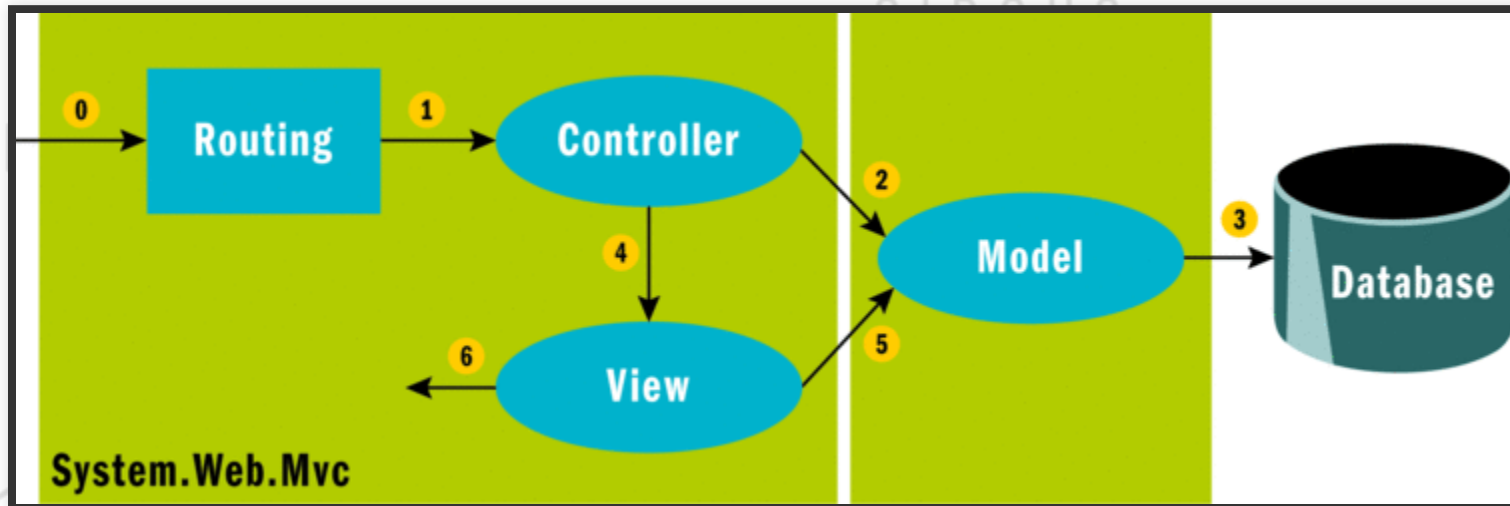 0
Routing
1
Controller
2
Model
3
Database
4
View
5
6
System.Web.Mvc